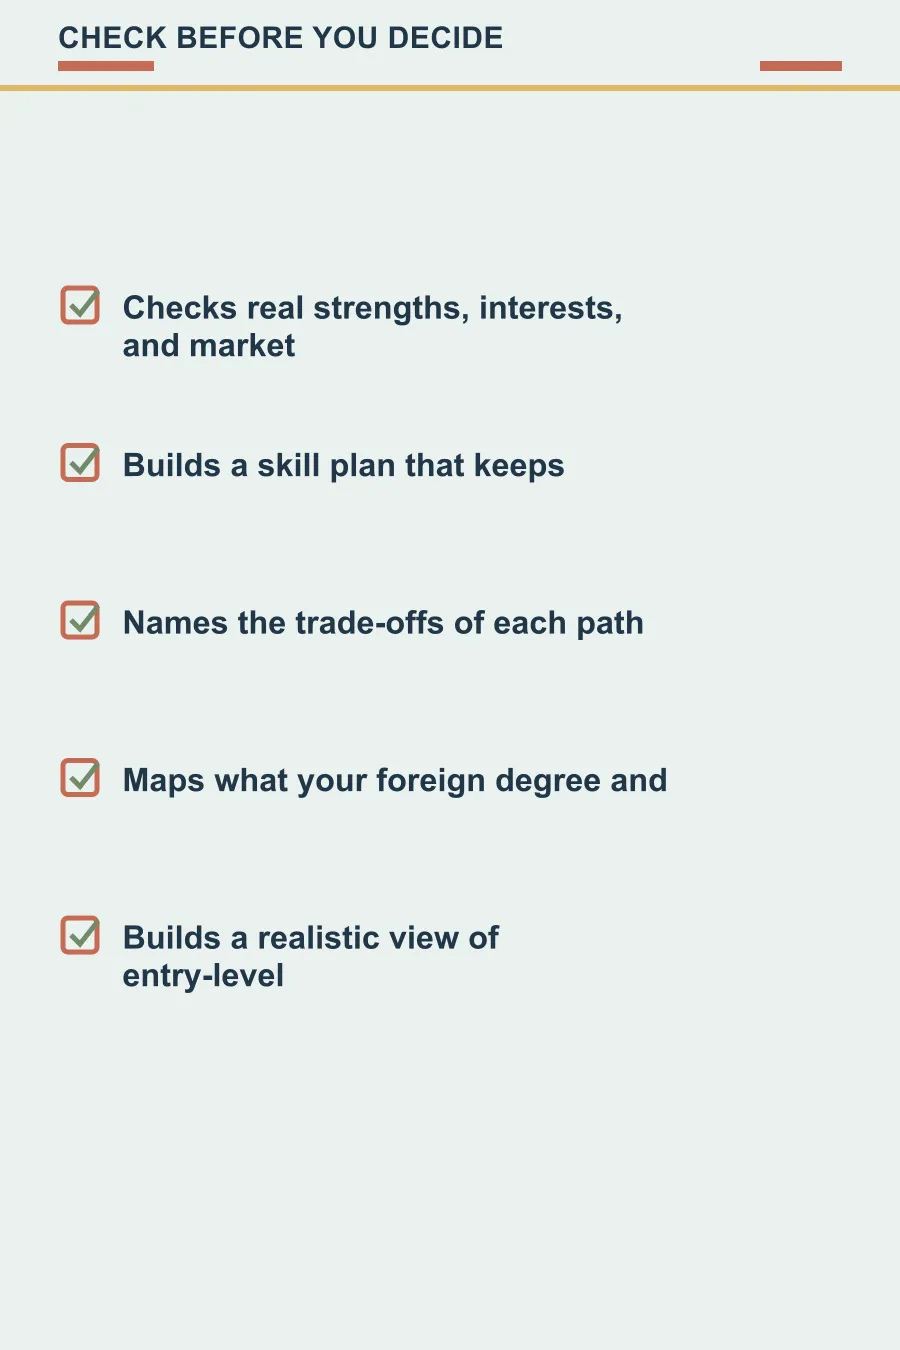 CHECK BEFORE YOU DECIDE
Checks real strengths, interests,
and market
Builds a skill plan that keeps
Names the trade-offs of each path
Maps what your foreign degree and
Builds a realistic view of
entry-level